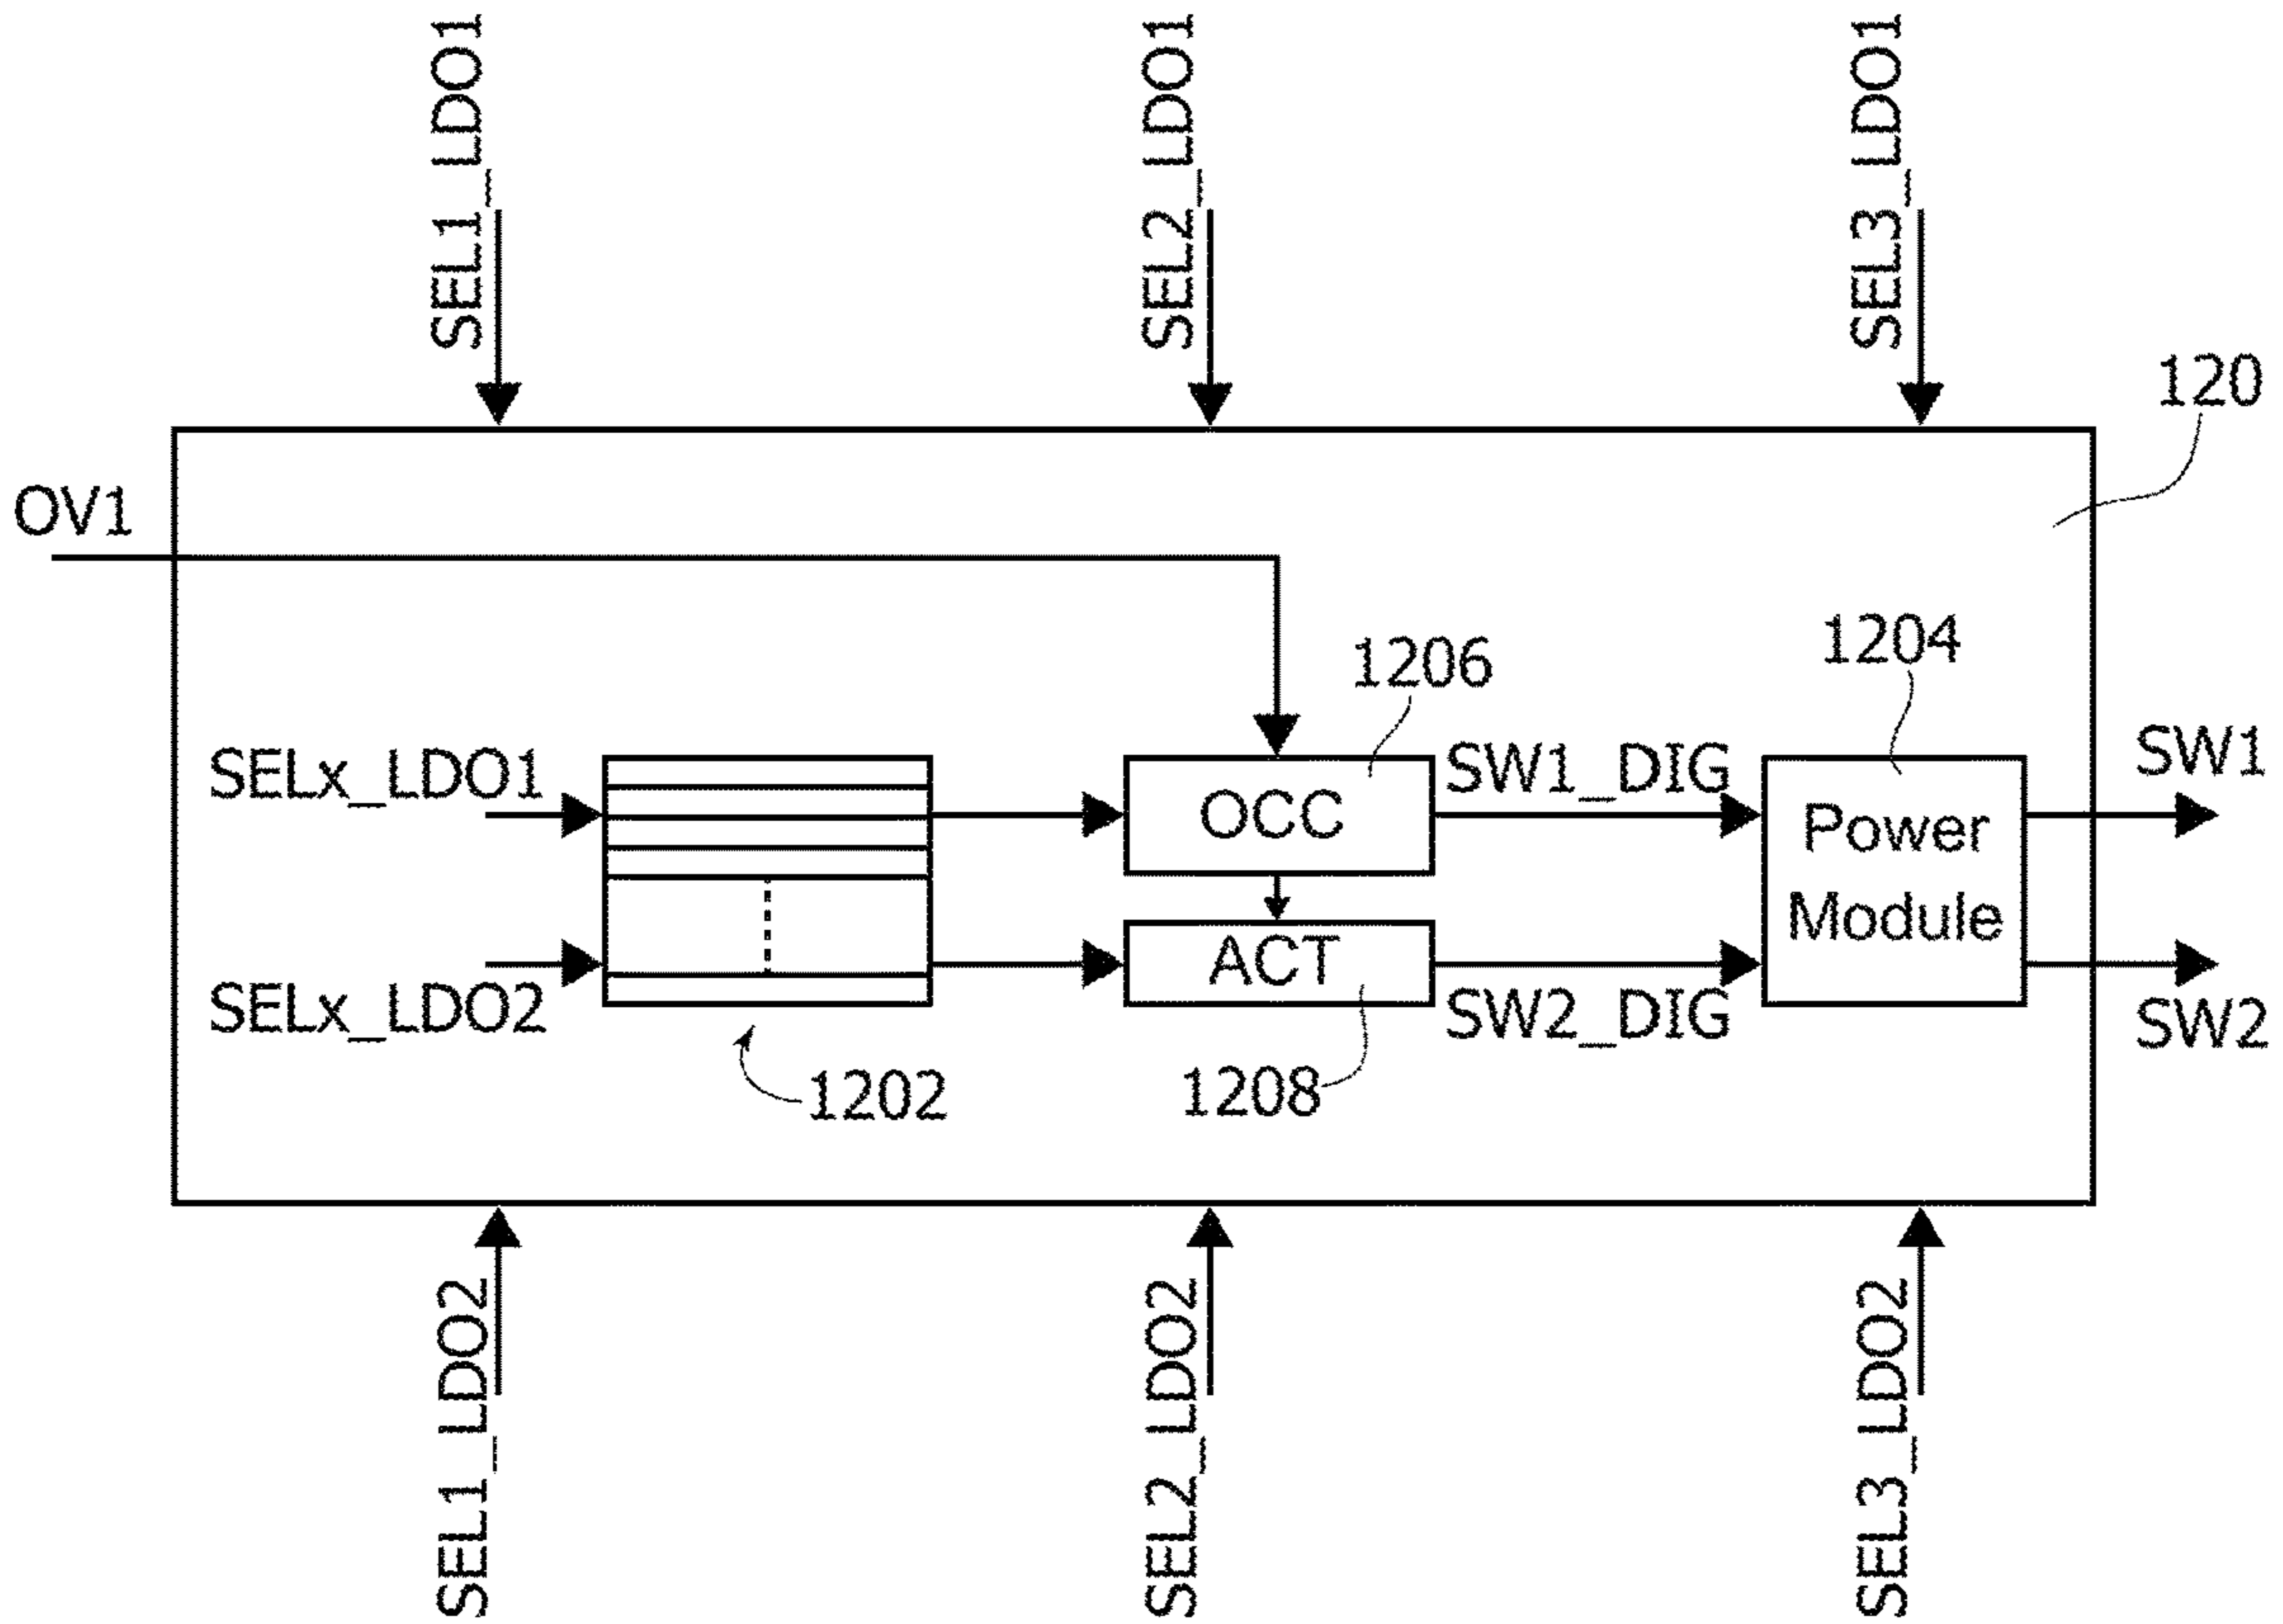 SEL1_LDO1
SEL2_LDO1
SEL3_LDO1
120
OV1
1206
1204
SELx_LDO1
OCC
SW1_DIG
Power
Module
SW1
SELx_LDO2
ACT
SW2_DIG
SW2
1202
1208
SEL1_LDO2
SEL2_LDO2
SEL3_LDO2